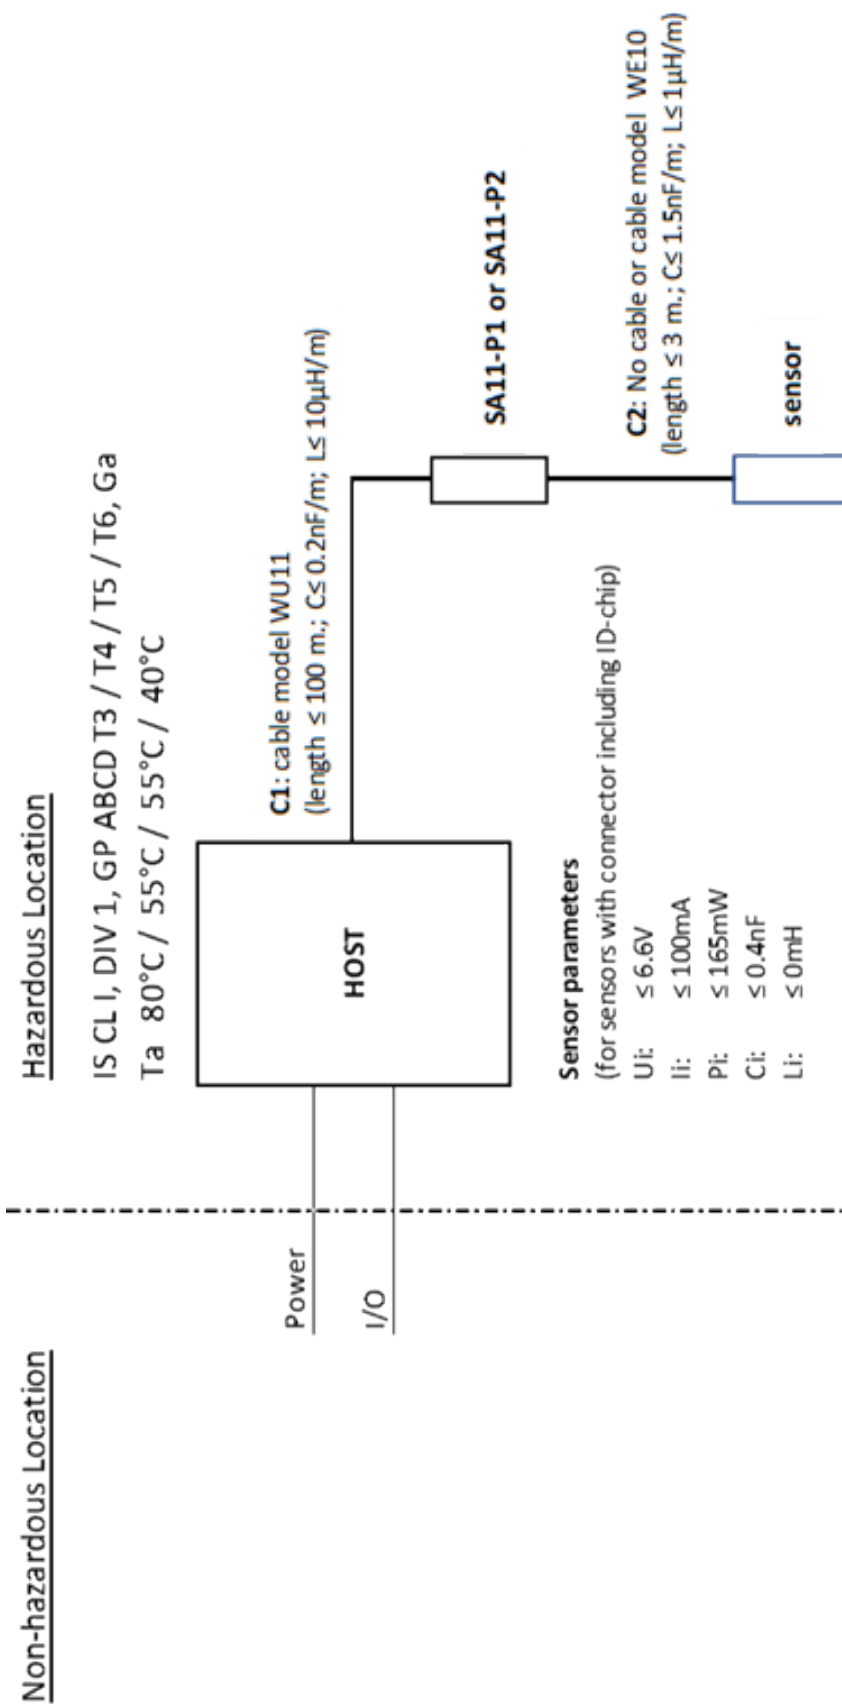 Non-hazardous Location
Hazardous Location
IS CL I, DIV 1, GP ABCD T3 / T4 / T5 / T6, Ga
Ta 80°C / 55°C / 55°C / 40°C
Power
I/O
HOST
C1: cable model WU11
(length ≤ 100 m.; C≤ 0.2nF/m; L≤ 10µH/m)
SA11-P1 or SA11-P2
Sensor parameters
(for sensors with connector including ID-chip)
Ui: ≤ 6.6V
Ii: ≤ 100mA
Pi: ≤ 165mW
Ci: ≤ 0.4nF
Li: ≤ 0mH
C2: No cable or cable model WE10
(length ≤ 3 m.; C≤ 1.5nF/m; L≤ 1µH/m)
sensor